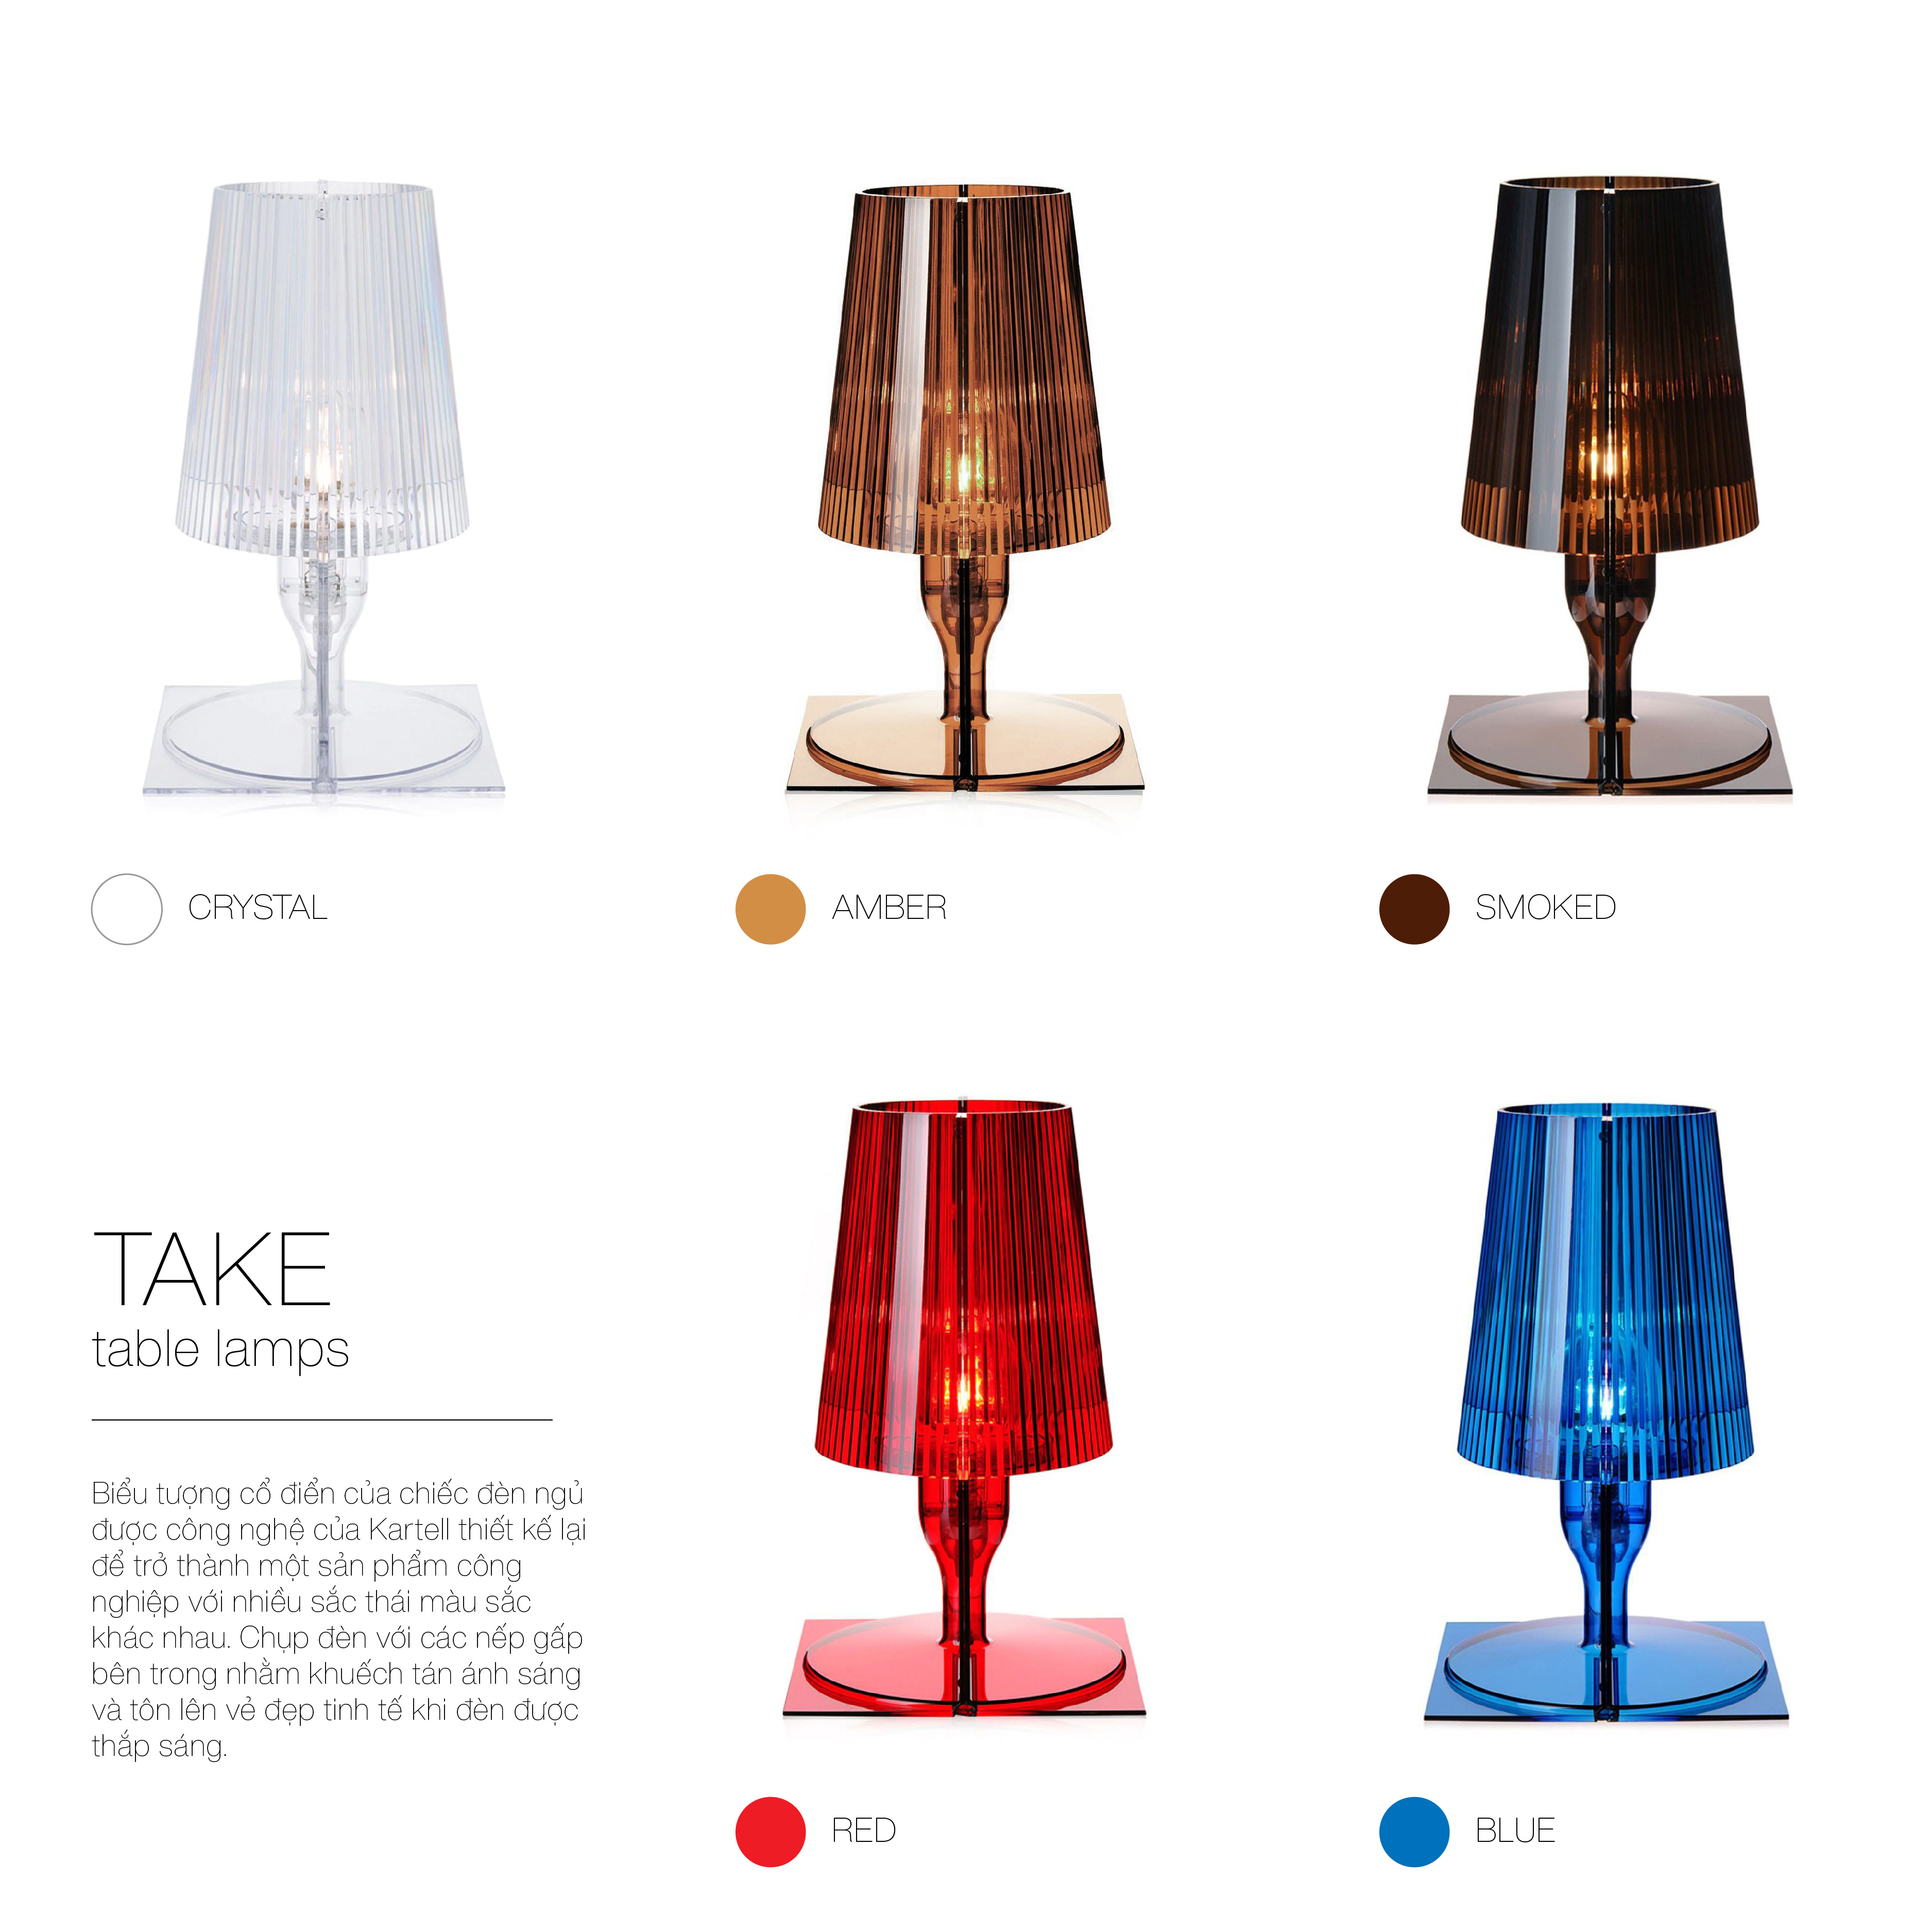 CRYSTAL
AMBER
SMOKED
TAKE
table lamps
Biểu tượng cổ điển của chiếc đèn ngủ
được công nghệ của Kartell thiết kế lại
để trở thành một sản phẩm công
nghiệp với nhiều sắc thái màu sắc
khác nhau. Chụp đèn với các nếp gấp
bên trong nhằm khuếch tán ánh sáng
và tôn lên vẻ đẹp tinh tế khi đèn được
thắp sáng.
RED
BLUE